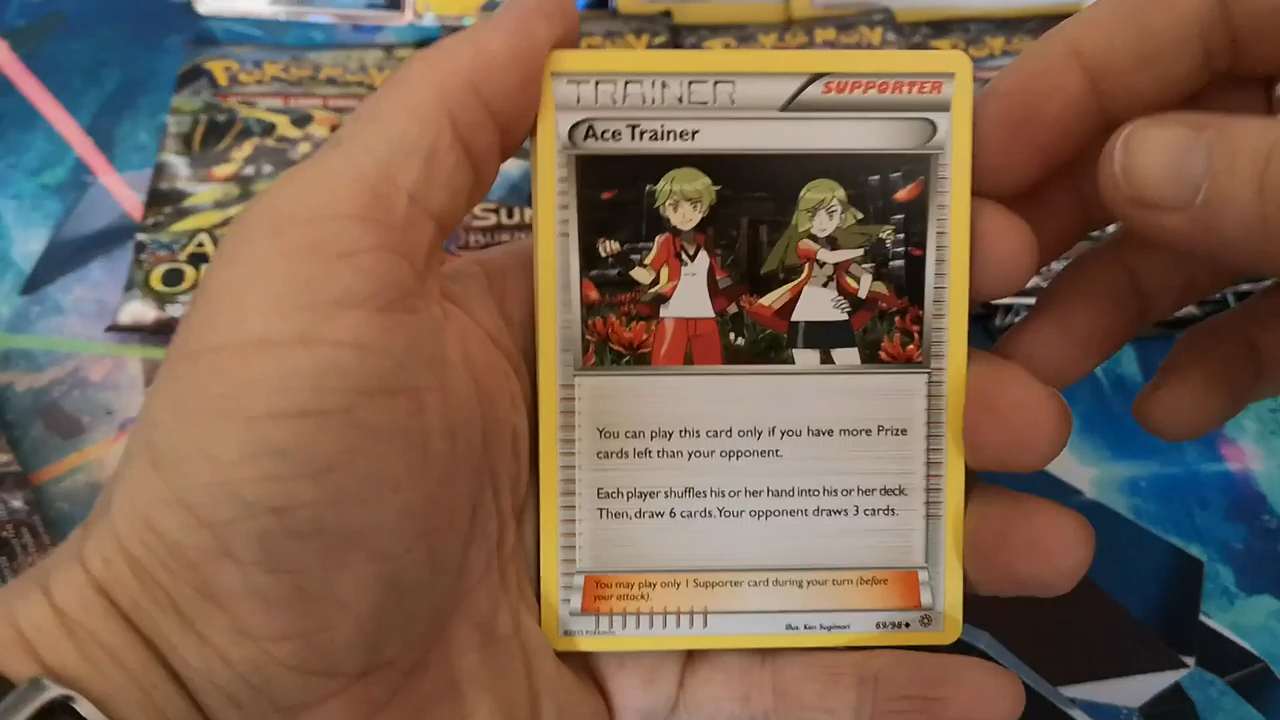 POKéMON
TRAINER
SUPPORTER
Ace Trainer
You can play this card only if you have more Prize
cards left than your opponent.
Each player shuffles his or her hand into his or her deck.
Then, draw 6 cards. Your opponent draws 3 cards.
You may play only 1 Supporter card during your turn (before
your attack).
©2015 Pokémon
Illus. Ken Sugimori
69/98